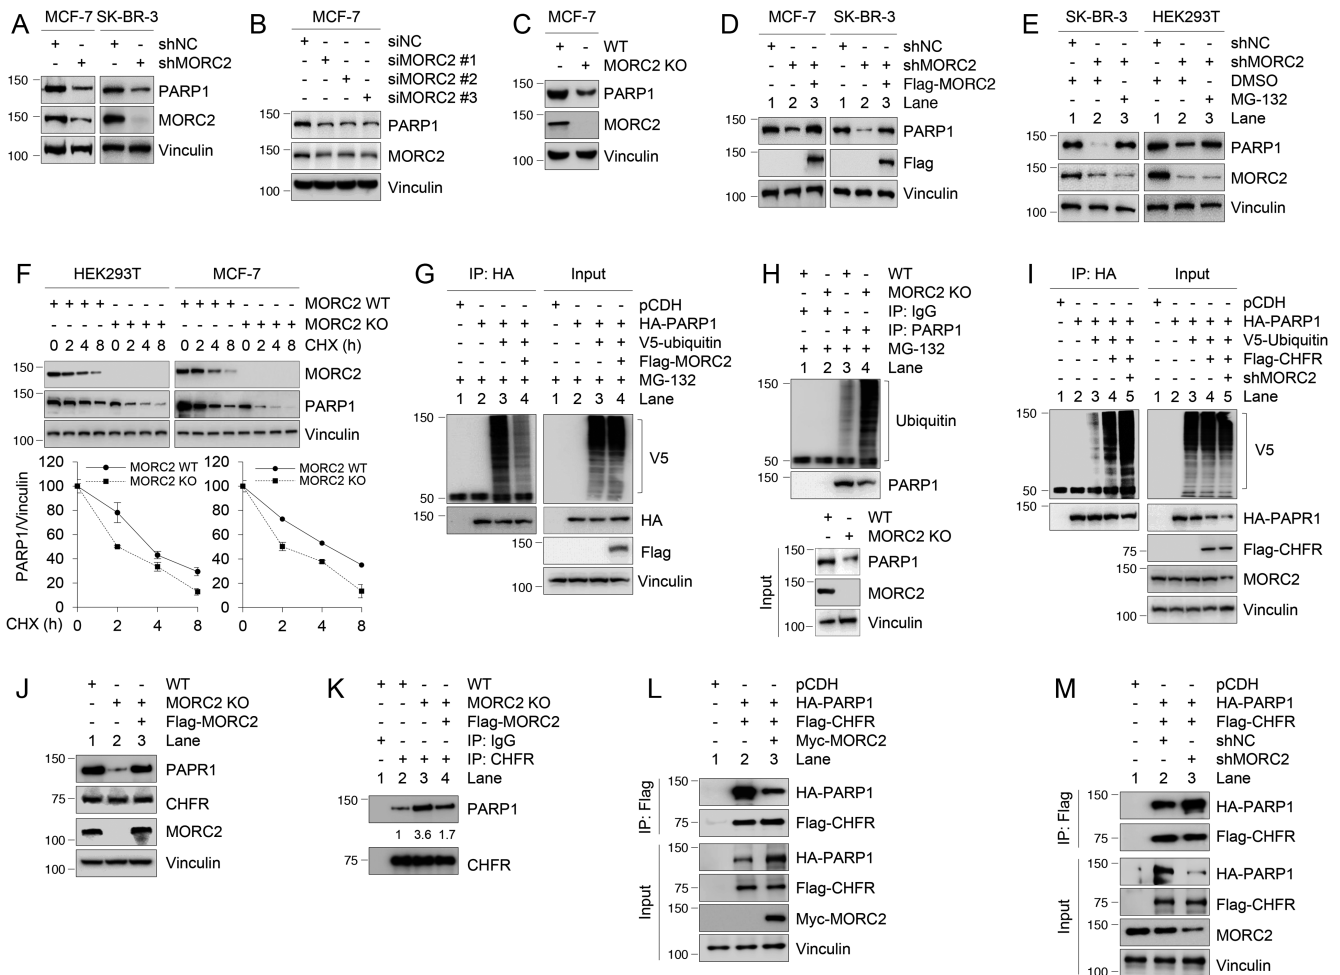 A
MCF-7 SK-BR-3
+ - + - shNC
- + - + shMORC2
150 PARP1
150 MORC2
100 Vinculin
B
MCF-7
+ - - - siNC
- + - - siMORC2 #1
- - + - siMORC2 #2
- - - + siMORC2 #3
150 PARP1
150 MORC2
100 Vinculin
C
MCF-7
+ - WT
- + MORC2 KO
150 PARP1
150 MORC2
100 Vinculin
D
MCF-7 SK-BR-3
+ - - + - - shNC
- + + - + + shMORC2
- - + - - + Flag-MORC2
1 2 3 1 2 3 Lane
150 PARP1
150 Flag
100 Vinculin
E
SK-BR-3 HEK293T
+ - - + - - shNC
- + + - + + shMORC2
+ + - + + - DMSO
- - + - - + MG-132
1 2 3 1 2 3 Lane
150 PARP1
150 MORC2
100 Vinculin
F
HEK293T MCF-7
+ + + + - - - - + + + + - - - - MORC2 WT
- - - - + + + + - - - - + + + + MORC2 KO
0 2 4 8 0 2 4 8 0 2 4 8 0 2 4 8 CHX (h)
150 MORC2
150 PARP1
100 Vinculin
PARP1/Vinculin
120 MORC2 WT 120 MORC2 WT
100 MORC2 KO 100 MORC2 KO
80 80
60 60
40 40
20 20
0 0
CHX (h) 0 2 4 8 0 2 4 8
G
IP: HA Input
+ - - - + - - - pCDH
- + + + - + + + HA-PARP1
- - + + - - + + V5-ubiquitin
- - - + - - - + Flag-MORC2
+ + + + + + + + MG-132
1 2 3 4 1 2 3 4 Lane
150
V5
50
150 HA
150 Flag
100 Vinculin
H
+ - + - WT
- + - + MORC2 KO
+ + - - IP: IgG
- - + + IP: PARP1
+ + + + MG-132
1 2 3 4 Lane
150
Ubiquitin
50
150 PARP1
+ - WT
- + MORC2 KO
Input
150 PARP1
150 MORC2
100 Vinculin
I
IP: HA Input
+ - - - - + - - - - pCDH
- + + + + - + + + + HA-PARP1
- - + + + - - + + + V5-Ubiquitin
- - - + + - - - + + Flag-CHFR
- - - - + - - - - + shMORC2
1 2 3 4 5 1 2 3 4 5 Lane
150
V5
50
150 HA-PAPR1
75 Flag-CHFR
150 MORC2
100 Vinculin
J
+ - - WT
- + + MORC2 KO
- - + Flag-MORC2
1 2 3 Lane
150 PAPR1
75 CHFR
100 MORC2
100 Vinculin
K
+ + - - WT
- - + + MORC2 KO
- - - + Flag-MORC2
+ - - - IP: IgG
- + + + IP: CHFR
1 2 3 4 Lane
150 PARP1
1 3.6 1.7
75 CHFR
L
+ - - pCDH
- + + HA-PARP1
- + + Flag-CHFR
- - + Myc-MORC2
1 2 3 Lane
IP: Flag
150 HA-PARP1
75 Flag-CHFR
Input
150 HA-PARP1
75 Flag-CHFR
150 Myc-MORC2
100 Vinculin
M
+ - - pCDH
- + + HA-PARP1
- + + Flag-CHFR
- + - shNC
- - + shMORC2
1 2 3 Lane
IP: Flag
150 HA-PARP1
75 Flag-CHFR
Input
150 HA-PARP1
75 Flag-CHFR
150 MORC2
100 Vinculin